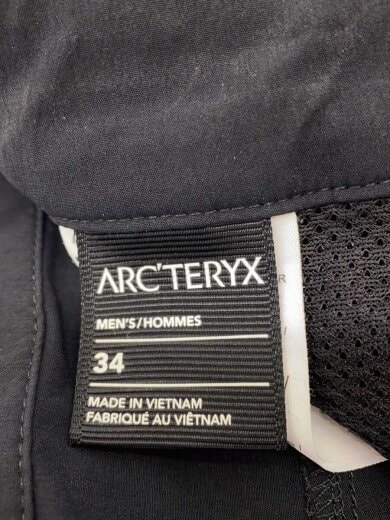 ARC'TERYX
MEN'S/HOMMES
34
MADE IN VIETNAM
FABRIQUÉ AU VIÊTNAM
R